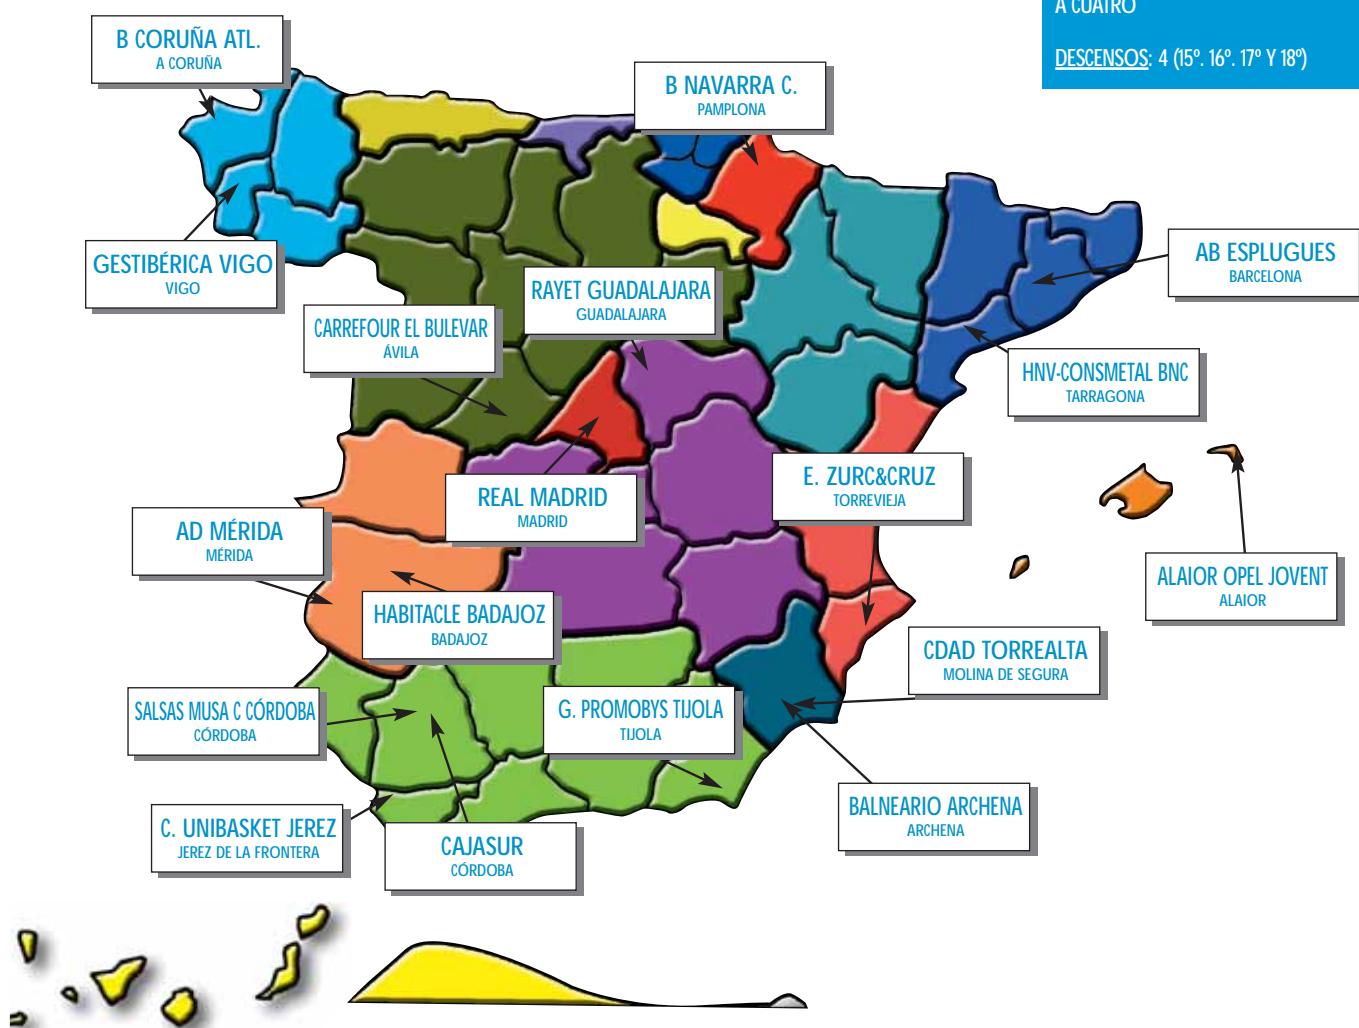 A CUATRO
DESCENSOS: 4 (15º. 16º. 17º Y 18º)
B CORUÑA ATL.
A CORUÑA
B NAVARRA C.
PAMPLONA
GESTIBÉRICA VIGO
VIGO
AB ESPLUGUES
BARCELONA
RAYET GUADALAJARA
GUADALAJARA
CARREFOUR EL BULEVAR
ÁVILA
HNV-CONSMETAL BNC
TARRAGONA
E. ZURC&CRUZ
TORREVIEJA
REAL MADRID
MADRID
AD MÉRIDA
MÉRIDA
ALAIOR OPEL JOVENT
ALAIOR
HABITACLE BADAJOZ
BADAJOZ
CDAD TORREALTA
MOLINA DE SEGURA
SALSAS MUSA C CÓRDOBA
CÓRDOBA
G. PROMOBYS TIJOLA
TIJOLA
BALNEARIO ARCHENA
ARCHENA
C. UNIBASKET JEREZ
JEREZ DE LA FRONTERA
CAJASUR
CÓRDOBA